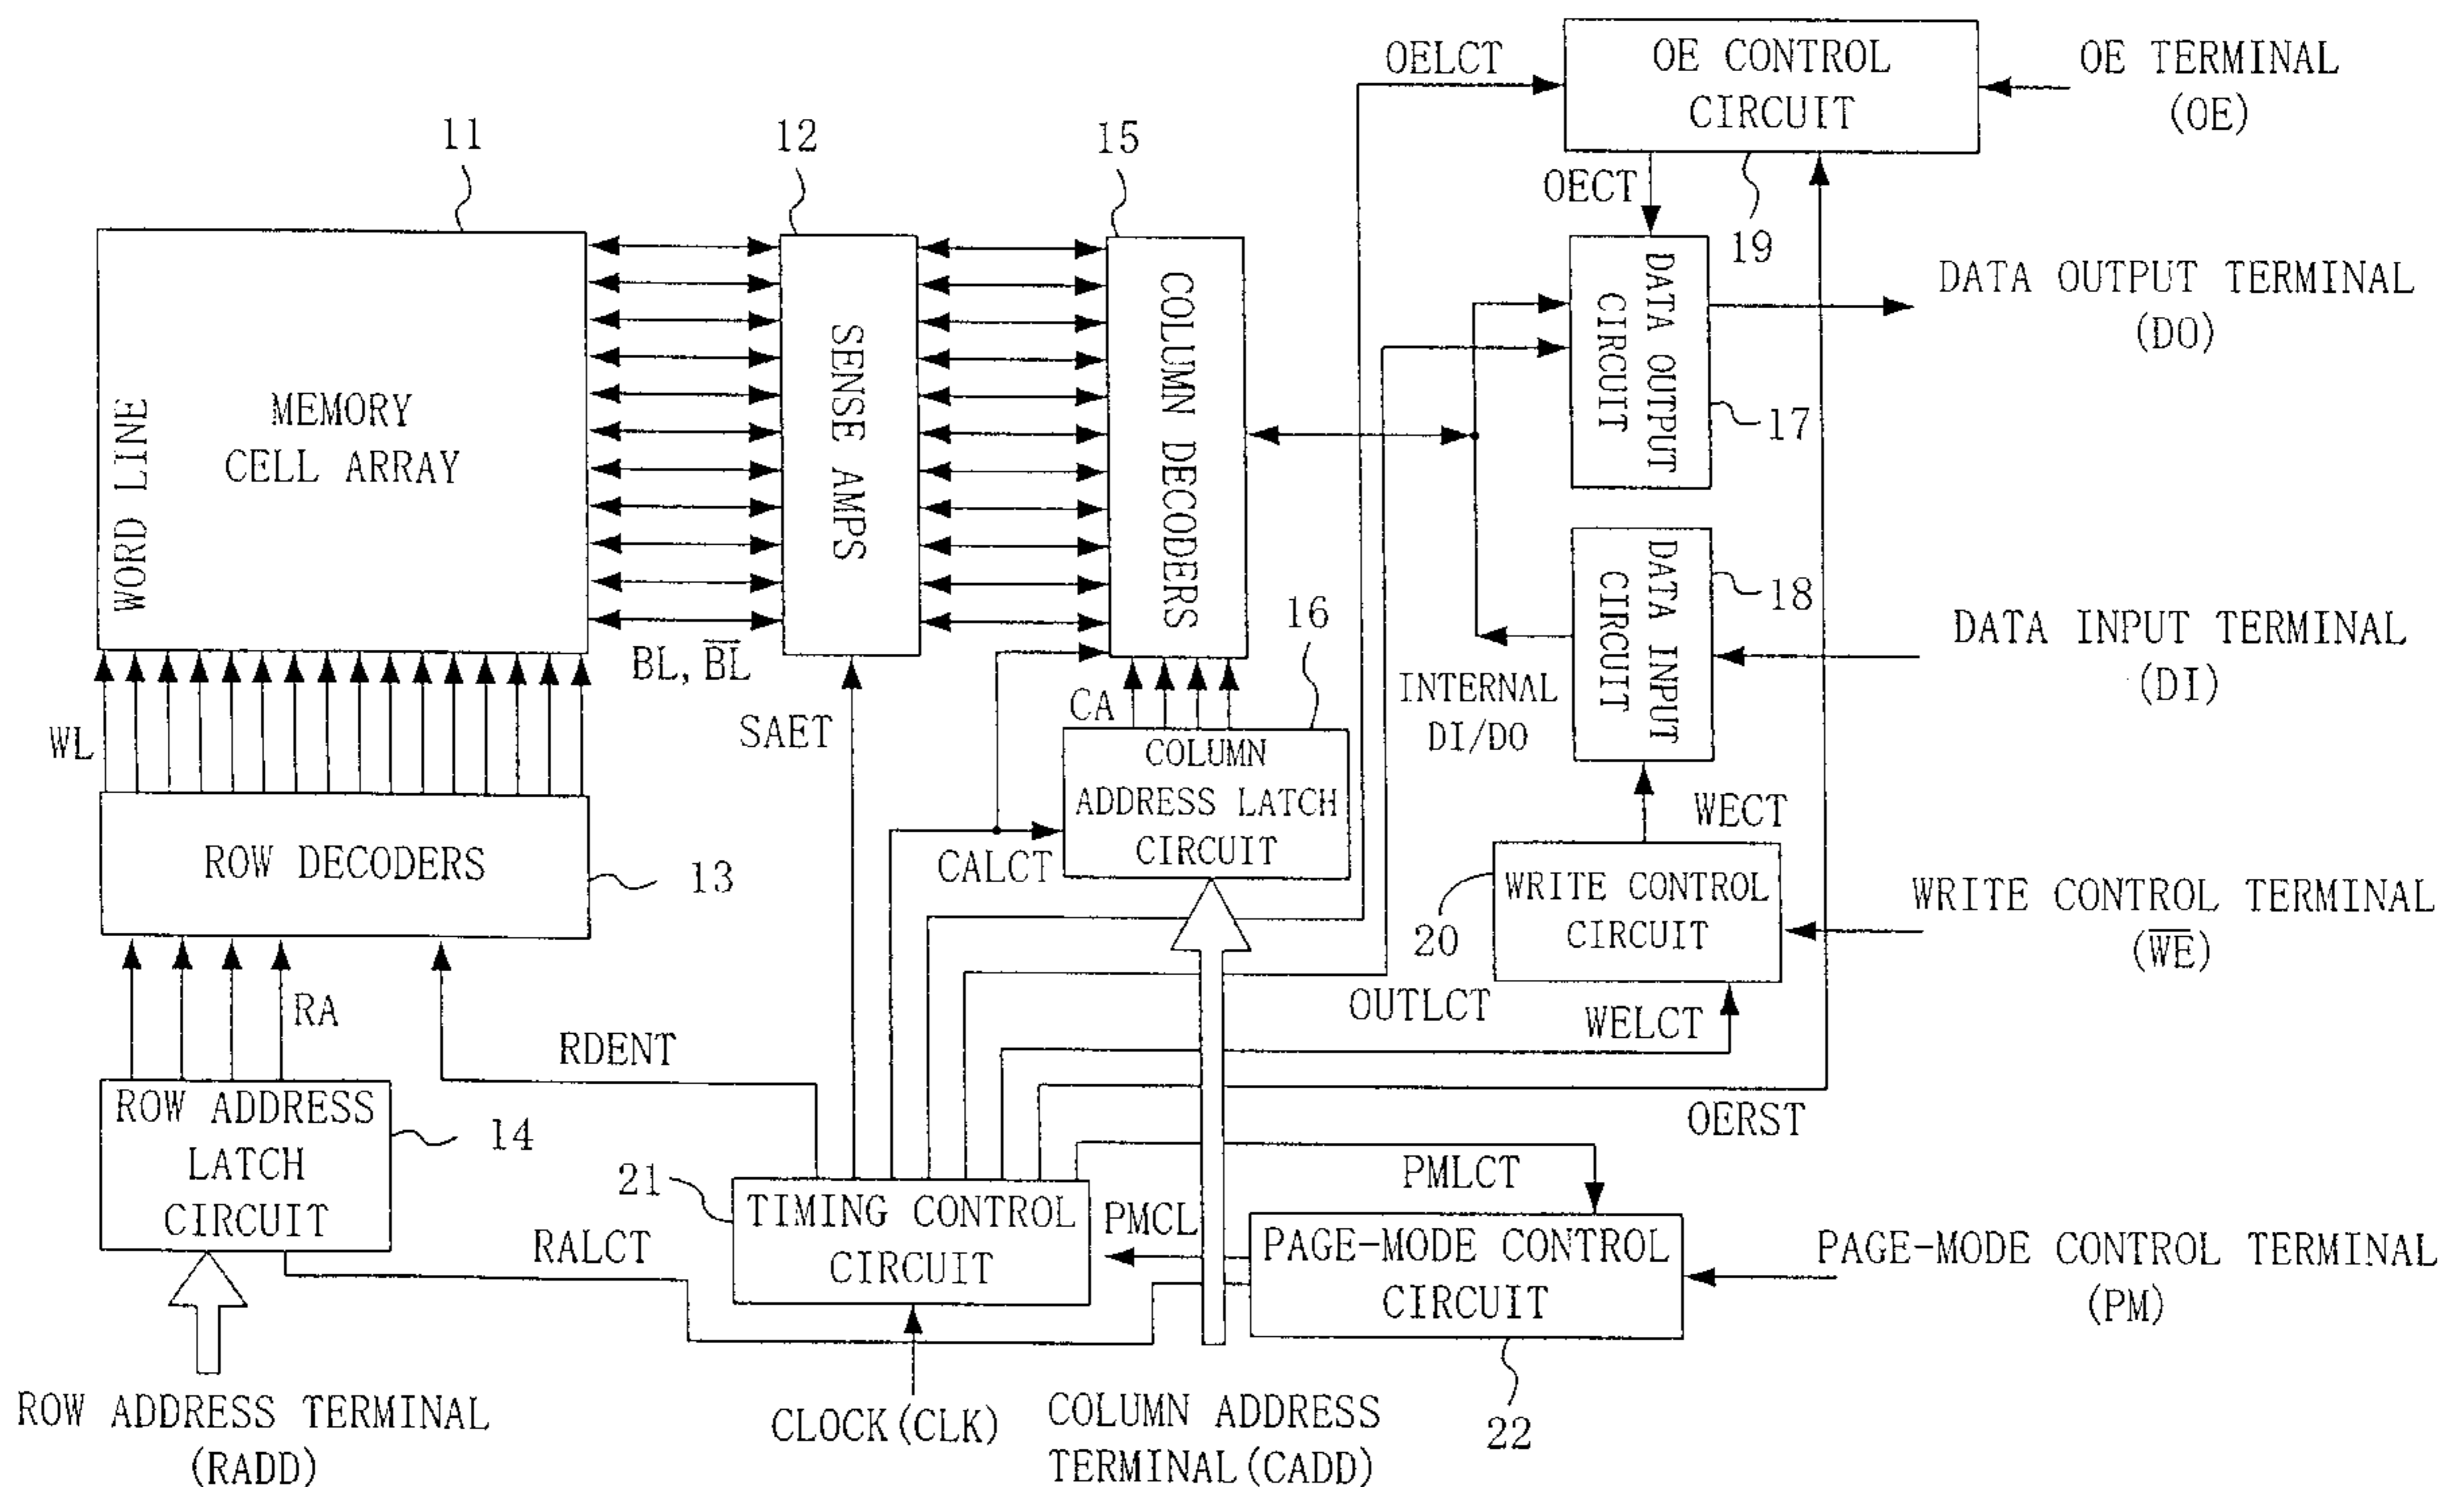 OELCT
OE CONTROL
CIRCUIT
OE TERMINAL
(OE)
11
12
15
OECT
19
WORD LINE
MEMORY
CELL ARRAY
SENSE AMPS
COLUMN DECODERS
DATA OUTPUT
CIRCUIT
17
DATA OUTPUT TERMINAL
(DO)
DATA INPUT
CIRCUIT
18
DATA INPUT TERMINAL
(DI)
BL, B̅L̅
16
INTERNAL
DI/DO
WL
SAET
CA
COLUMN
ADDRESS LATCH
CIRCUIT
CALCT
WECT
ROW DECODERS
13
20
WRITE CONTROL
CIRCUIT
WRITE CONTROL TERMINAL
(W̅E̅)
RA
RDENT
OUTLCT
WELCT
OERST
ROW ADDRESS
LATCH
CIRCUIT
14
RALCT
21
TIMING CONTROL
CIRCUIT
PMCL
PMLCT
PAGE-MODE CONTROL
CIRCUIT
PAGE-MODE CONTROL TERMINAL
(PM)
22
ROW ADDRESS TERMINAL
(RADD)
CLOCK(CLK)
COLUMN ADDRESS
TERMINAL(CADD)